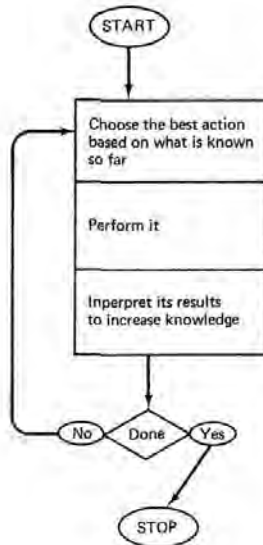 START
Choose the best action
based on what is known
so far
Perform it
Inperpret its results
to increase knowledge
No
Done
Yes
STOP